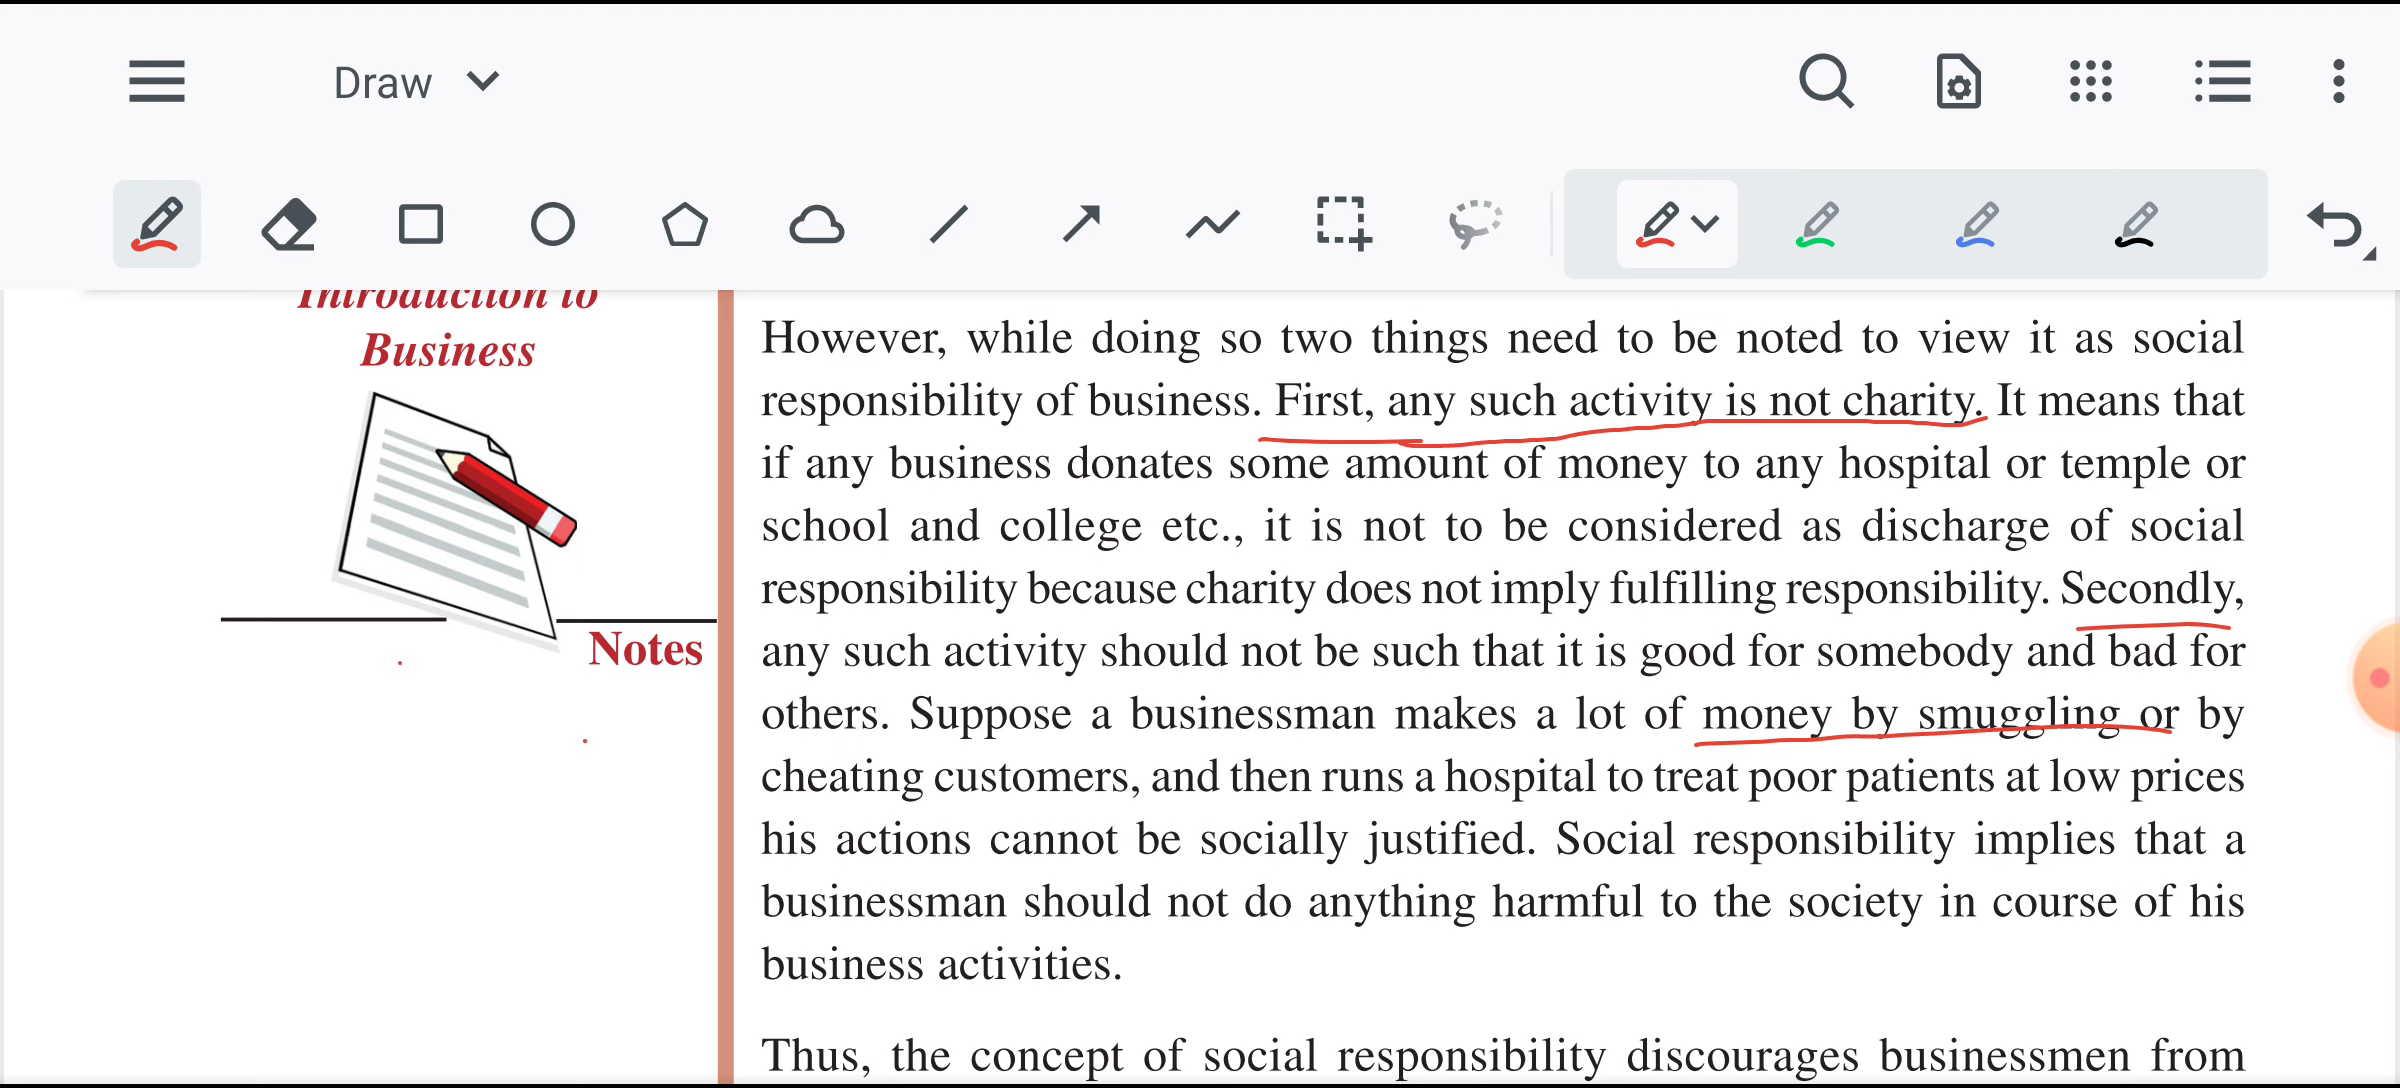 Draw
Introduction to
Business
Notes
However, while doing so two things need to be noted to view it as social
responsibility of business. First, any such activity is not charity. It means that
if any business donates some amount of money to any hospital or temple or
school and college etc., it is not to be considered as discharge of social
responsibility because charity does not imply fulfilling responsibility. Secondly,
any such activity should not be such that it is good for somebody and bad for
others. Suppose a businessman makes a lot of money by smuggling or by
cheating customers, and then runs a hospital to treat poor patients at low prices
his actions cannot be socially justified. Social responsibility implies that a
businessman should not do anything harmful to the society in course of his
business activities.
Thus, the concept of social responsibility discourages businessmen from